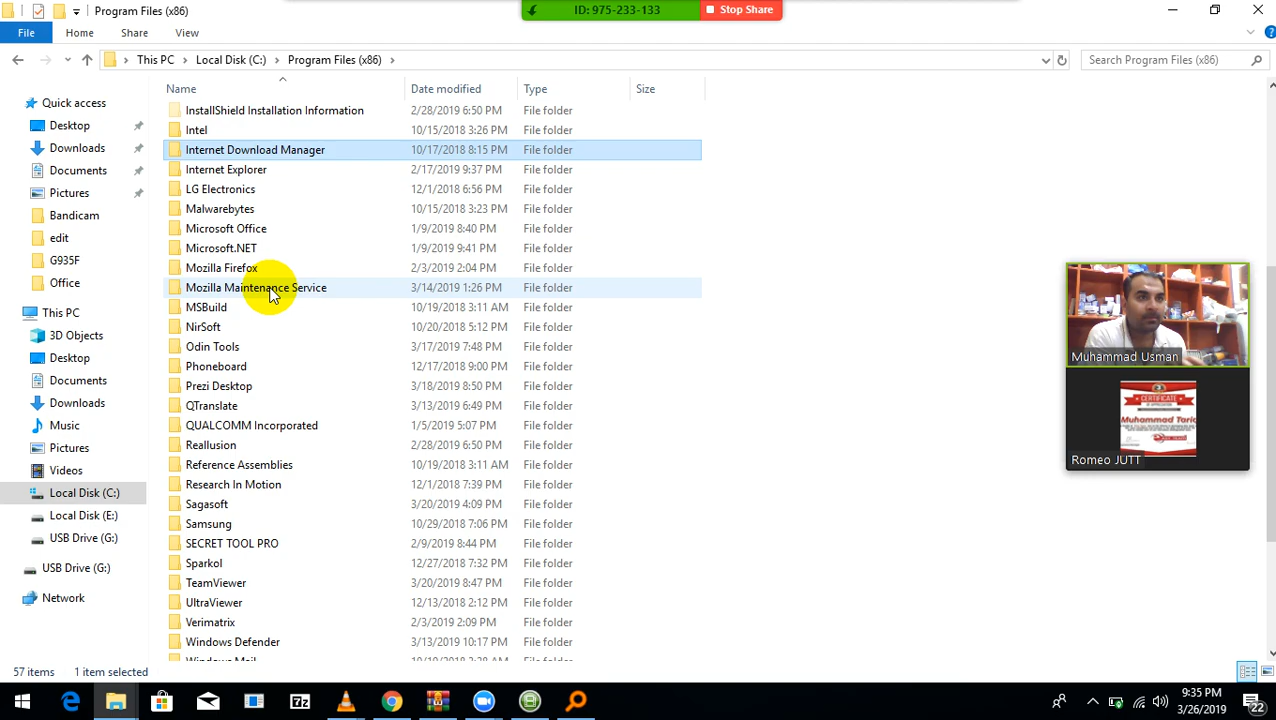 Program Files (x86)
ID: 975-233-133
Stop Share
File
Home
Share
View
This PC
Local Disk (C:)
Program Files (x86)
Search Program Files (x86)
Name
Date modified
Type
Size
Quick access
Desktop
Downloads
Documents
Pictures
Bandicam
edit
G935F
Office
This PC
3D Objects
Desktop
Documents
Downloads
Music
Pictures
Videos
Local Disk (C:)
Local Disk (E:)
USB Drive (G:)
USB Drive (G:)
Network
InstallShield Installation Information 2/28/2019 6:50 PM File folder
Intel 10/15/2018 3:26 PM File folder
Internet Download Manager 10/17/2018 8:15 PM File folder
Internet Explorer 2/17/2019 9:37 PM File folder
LG Electronics 12/1/2018 6:56 PM File folder
Malwarebytes 10/15/2018 3:23 PM File folder
Microsoft Office 1/9/2019 8:40 PM File folder
Microsoft.NET 1/9/2019 9:41 PM File folder
Mozilla Firefox 2/3/2019 2:04 PM File folder
Mozilla Maintenance Service 3/14/2019 1:26 PM File folder
MSBuild 10/19/2018 3:11 AM File folder
NirSoft 10/20/2018 5:12 PM File folder
Odin Tools 3/17/2019 7:48 PM File folder
Phoneboard 12/17/2018 9:00 PM File folder
Prezi Desktop 3/18/2019 8:50 PM File folder
QTranslate 3/13/2019 6:49 PM File folder
QUALCOMM Incorporated 1/5/2019 5:07 PM File folder
Reallusion 2/28/2019 6:50 PM File folder
Reference Assemblies 10/19/2018 3:11 AM File folder
Research In Motion 12/1/2018 7:39 PM File folder
Sagasoft 3/20/2019 4:09 PM File folder
Samsung 10/29/2018 7:06 PM File folder
SECRET TOOL PRO 2/9/2019 8:44 PM File folder
Sparkol 12/27/2018 7:32 PM File folder
TeamViewer 3/20/2019 8:47 PM File folder
UltraViewer 12/13/2018 2:12 PM File folder
Verimatrix 2/3/2019 2:09 PM File folder
Windows Defender 3/13/2019 10:17 PM File folder
Windows Mail 10/19/2018 3:28 AM File folder
Muhammad Usman
CERTIFICATE
Muhammad Tariq
Romeo JUTT
57 items
1 item selected
7z
9:35 PM
3/26/2019
22